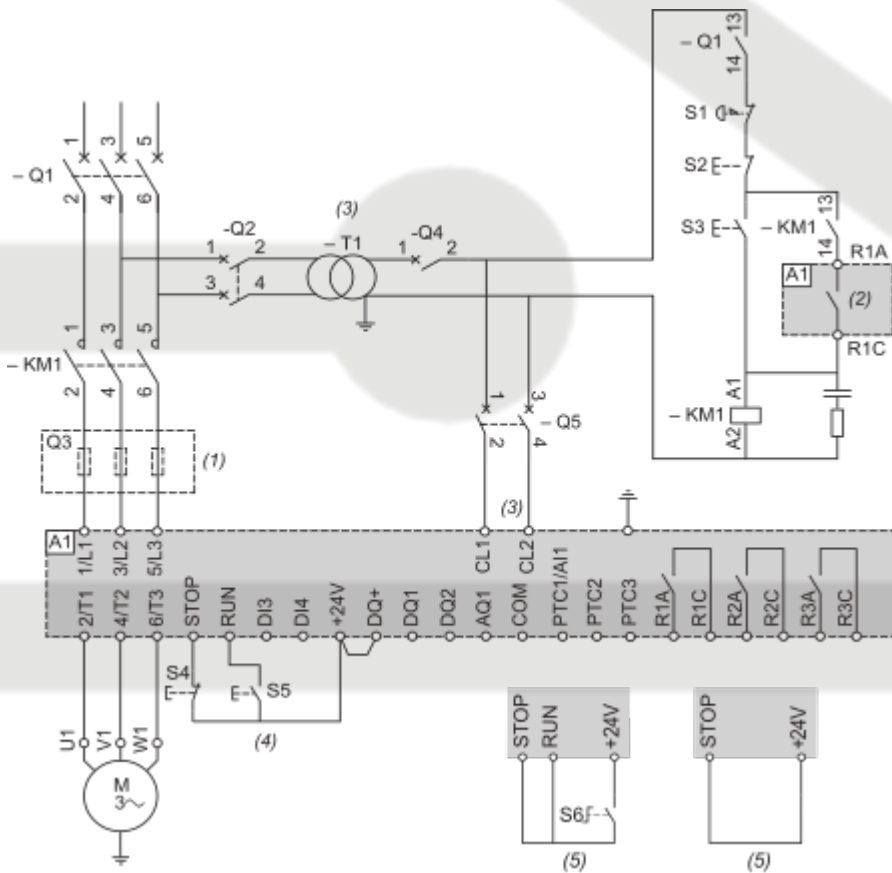 13
– Q1
14
S1
S2
S3
13
– KM1
14
R1A
A1
(2)
R1C
A1
– KM1
A2
1
3
5
– Q1
2
4
6
(3)
-Q2
– T1
-Q4
1
2
1
2
3
4
1
3
5
– KM1
2
4
6
1
3
– Q5
2
4
Q3
(1)
(3)
A1
1/L1
3/L2
5/L3
CL1
CL2
2/T1
4/T2
6/T3
STOP
RUN
DI3
DI4
+24V
DQ+
DQ1
DQ2
AQ1
COM
PTC1/AI1
PTC2
PTC3
R1A
R1C
R2A
R2C
R3A
R3C
S4
S5
(4)
U1
V1
W1
M
3
STOP
RUN
+24V
S6
(5)
STOP
+24V
(5)